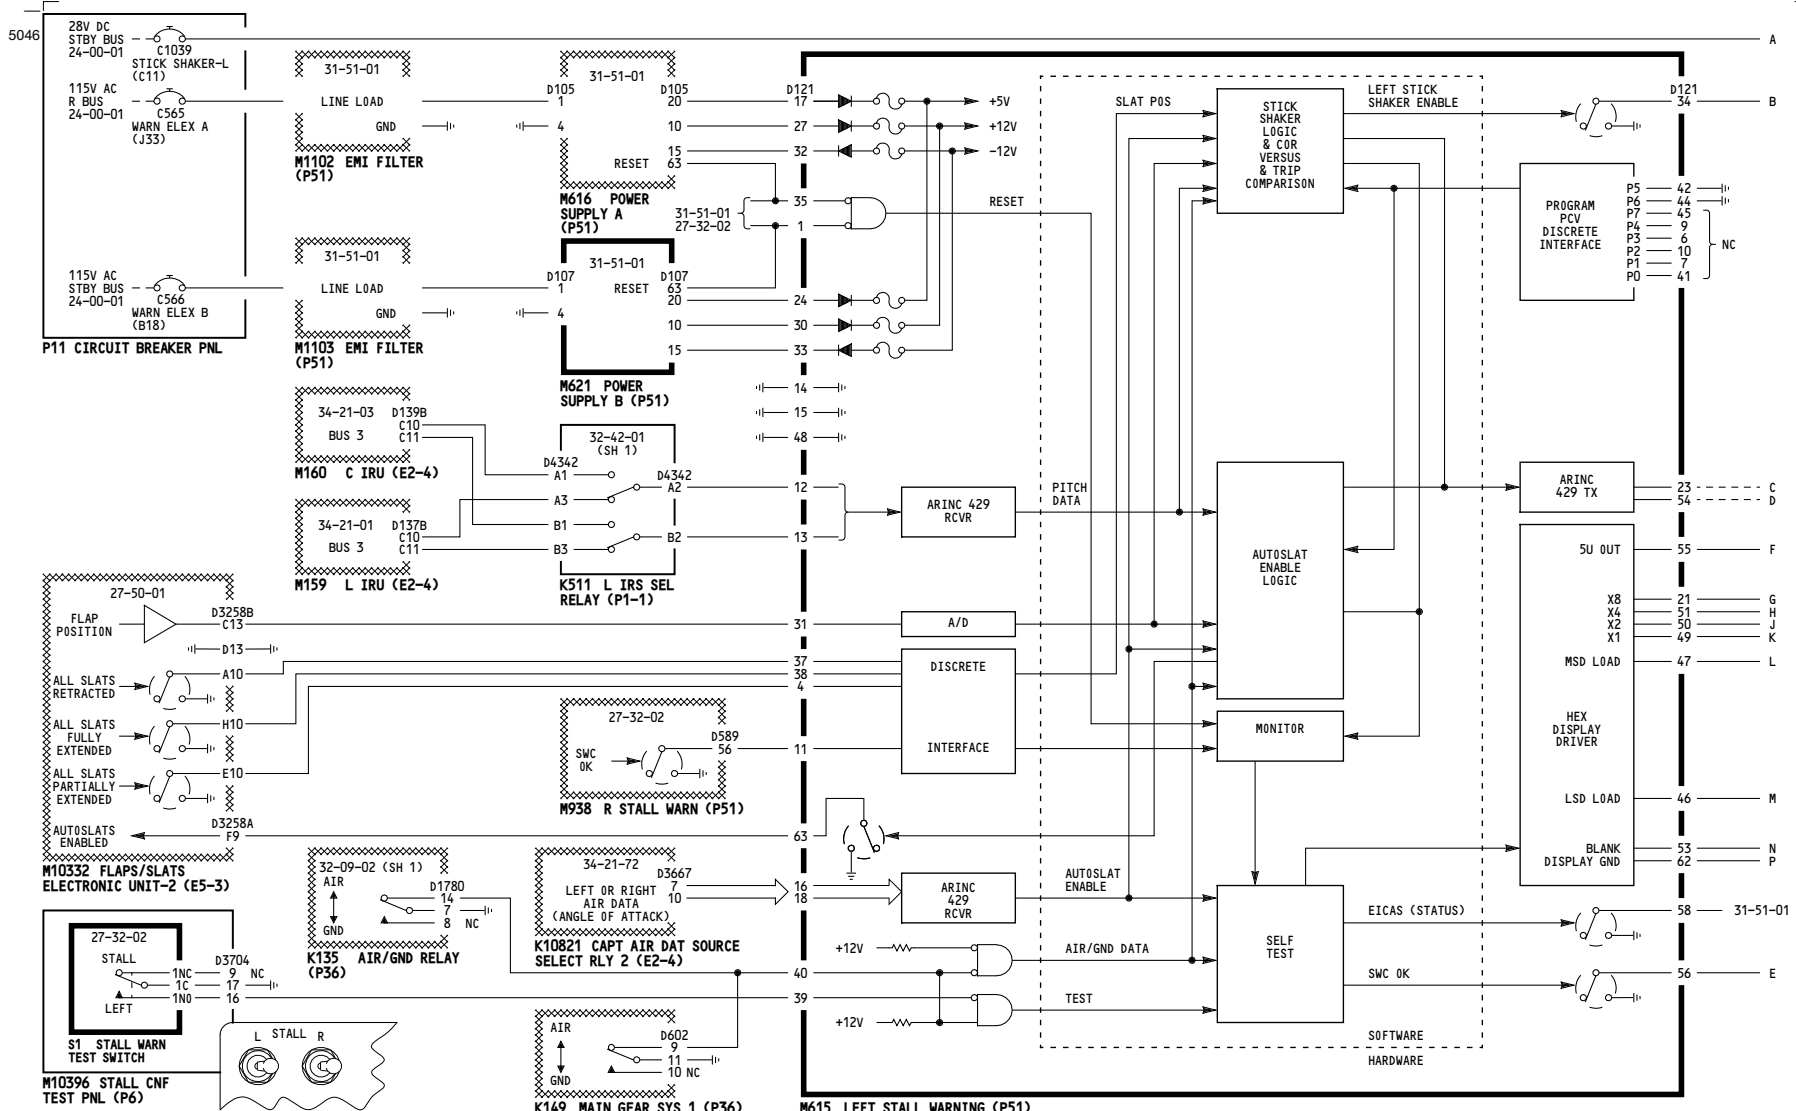 5046
28V DC
STBY BUS
24-00-01
C1039
STICK SHAKER-L
(C11)
115V AC
R BUS
24-00-01
C565
WARN ELEX A
(J33)
115V AC
STBY BUS
24-00-01
C566
WARN ELEX B
(B18)
P11 CIRCUIT BREAKER PNL
31-51-01
LINE LOAD
GND
M1102 EMI FILTER
(P51)
31-51-01
LINE LOAD
GND
M1103 EMI FILTER
(P51)
31-51-01
D105
1
4
D105
20
10
15
RESET 63
M616 POWER
SUPPLY A
(P51)
31-51-01
27-32-02
31-51-01
D107
1
4
D107
RESET 63
20
10
15
M621 POWER
SUPPLY B (P51)
D121
17
27
32
35
1
24
30
33
14
15
48
+5V
+12V
-12V
RESET
34-21-03
BUS 3
D139B
C10
C11
M160 C IRU (E2-4)
34-21-01
BUS 3
D137B
C10
C11
M159 L IRU (E2-4)
32-42-01
(SH 1)
D4342
A1
A3
B1
B3
D4342
A2
B2
K511 L IRS SEL
RELAY (P1-1)
12
13
ARINC 429
RCVR
PITCH
DATA
27-50-01
FLAP
POSITION
D3258B
C13
D13
ALL SLATS
RETRACTED
A10
ALL SLATS
FULLY
EXTENDED
H10
ALL SLATS
PARTIALLY
EXTENDED
E10
AUTOSLATS
ENABLED
D3258A
F9
M10332 FLAPS/SLATS
ELECTRONIC UNIT-2 (E5-3)
31
A/D
37
38
4
11
DISCRETE
INTERFACE
27-32-02
SWC
OK
D589
56
M938 R STALL WARN (P51)
63
32-09-02 (SH 1)
AIR
GND
D1780
14
7
8 NC
K135 AIR/GND RELAY
(P36)
34-21-72
LEFT OR RIGHT
AIR DATA
(ANGLE OF ATTACK)
D3667
7
10
K10821 CAPT AIR DAT SOURCE
SELECT RLY 2 (E2-4)
16
18
ARINC
429
RCVR
AUTOSLAT
ENABLE
27-32-02
STALL
LEFT
1NC
1C
1NO
D3704
9 NC
17
16
S1 STALL WARN
TEST SWITCH
M10396 STALL CNF
TEST PNL (P6)
L STALL R
AIR
GND
D602
9
11
10 NC
K149 MAIN GEAR SYS 1 (P36)
+12V
40
39
+12V
AIR/GND DATA
TEST
SLAT POS
STICK
SHAKER
LOGIC
& COR
VERSUS
& TRIP
COMPARISON
LEFT STICK
SHAKER ENABLE
AUTOSLAT
ENABLE
LOGIC
MONITOR
SELF
TEST
EICAS (STATUS)
SWC OK
SOFTWARE
HARDWARE
PROGRAM
PCV
DISCRETE
INTERFACE
P5 42
P6 44
P7 45
P4 9
P3 6
P2 10
P1 7
P0 41
NC
D121
34
ARINC
429 TX
23
54
HEX
DISPLAY
DRIVER
5U OUT 55
X8 21
X4 51
X2 50
X1 49
MSD LOAD 47
LSD LOAD 46
BLANK 53
DISPLAY GND 62
58 31-51-01
56
A
B
C
D
F
G
H
J
K
L
M
N
P
E
M615 LEFT STALL WARNING (P51)